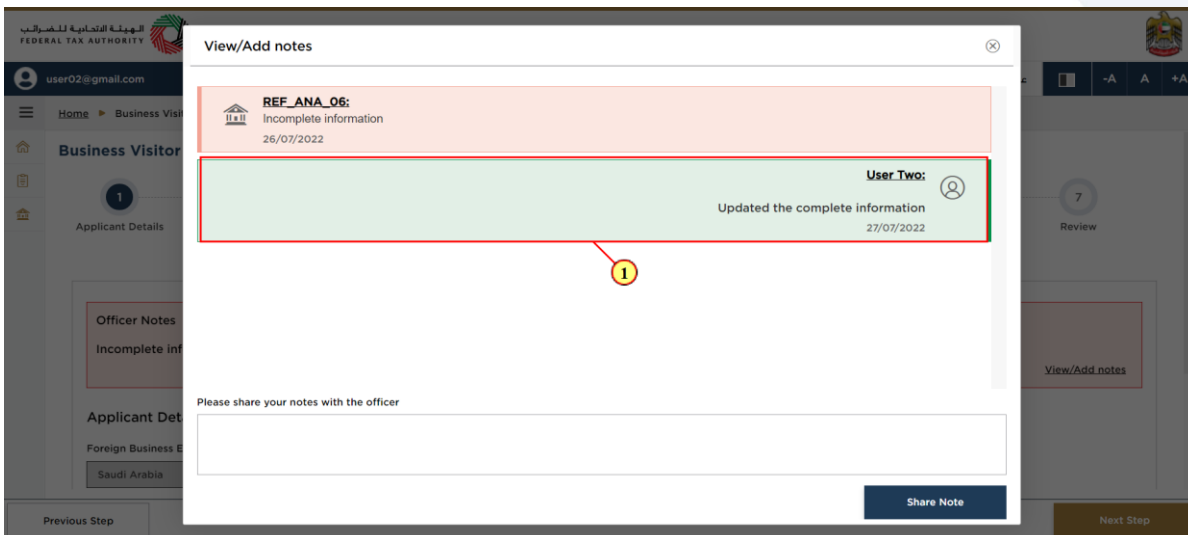 الهيئة الاتحادية للضرائب
FEDERAL TAX AUTHORITY
user02@gmail.com
-A A +A
Home Business Visi
Business Visitor
1
Applicant Details
7
Review
Officer Notes
Incomplete inf
View/Add notes
Applicant Det
Foreign Business E
Saudi Arabia
Previous Step
Next Step
View/Add notes
REF_ANA_06:
Incomplete information
26/07/2022
User Two:
Updated the complete information
27/07/2022
1
Please share your notes with the officer
Share Note